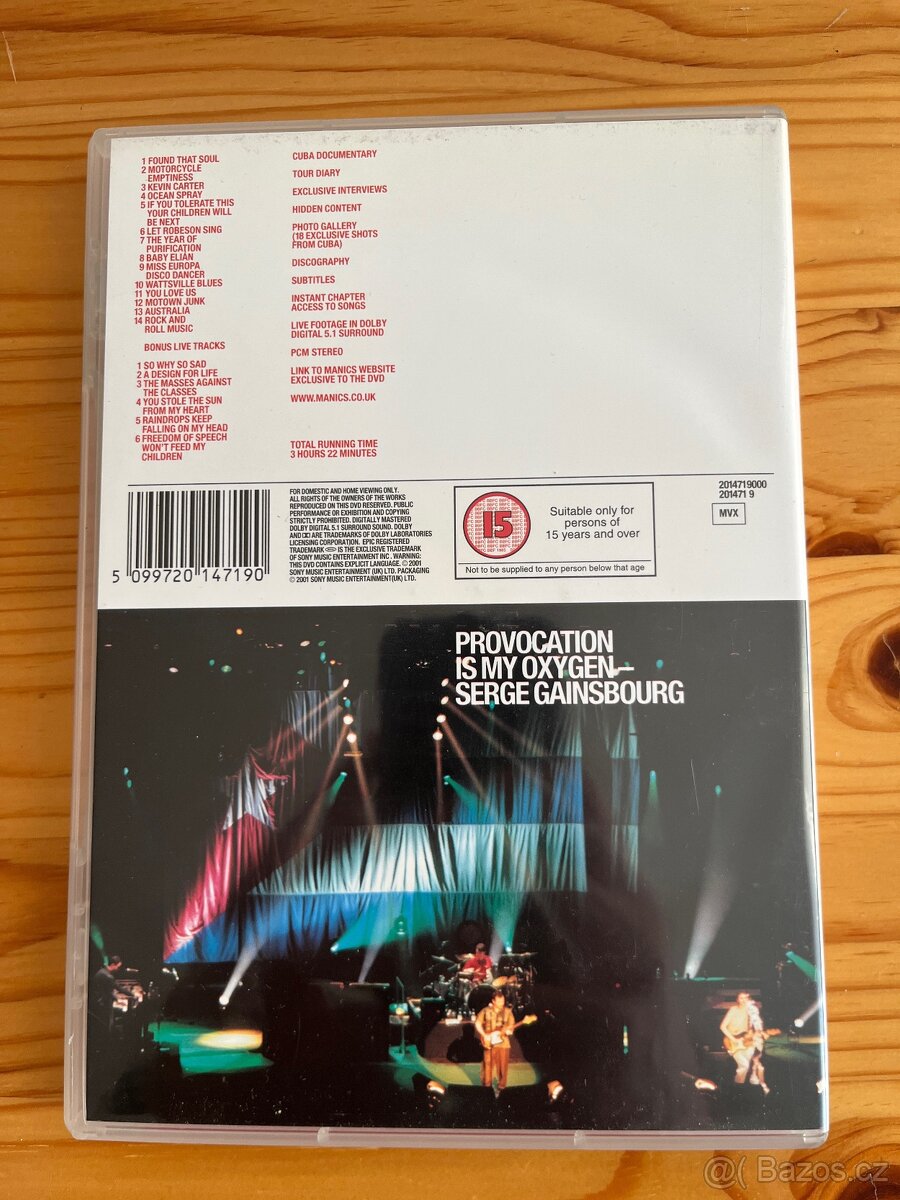 1 FOUND THAT SOUL
2 MOTORCYCLE
EMPTINESS
3 KEVIN CARTER
4 OCEAN SPRAY
5 IF YOU TOLERATE THIS
YOUR CHILDREN WILL
BE NEXT
6 LET ROBESON SING
7 THE YEAR OF
PURIFICATION
8 BABY ELIÁN
9 MISS EUROPA
DISCO DANCER
10 WATTSVILLE BLUES
11 YOU LOVE US
12 MOTOWN JUNK
13 AUSTRALIA
14 ROCK AND
ROLL MUSIC
BONUS LIVE TRACKS
1 SO WHY SO SAD
2 A DESIGN FOR LIFE
3 THE MASSES AGAINST
THE CLASSES
4 YOU STOLE THE SUN
FROM MY HEART
5 RAINDROPS KEEP
FALLING ON MY HEAD
6 FREEDOM OF SPEECH
WON'T FEED MY
CHILDREN
CUBA DOCUMENTARY
TOUR DIARY
EXCLUSIVE INTERVIEWS
HIDDEN CONTENT
PHOTO GALLERY
(18 EXCLUSIVE SHOTS
FROM CUBA)
DISCOGRAPHY
SUBTITLES
INSTANT CHAPTER
ACCESS TO SONGS
LIVE FOOTAGE IN DOLBY
DIGITAL 5.1 SURROUND
PCM STEREO
LINK TO MANICS WEBSITE
EXCLUSIVE TO THE DVD
WWW.MANICS.CO.UK
TOTAL RUNNING TIME
3 HOURS 22 MINUTES
5 099720 147190
FOR DOMESTIC AND HOME VIEWING ONLY.
ALL RIGHTS OF THE OWNERS OF THE WORKS
REPRODUCED ON THIS DVD RESERVED. PUBLIC
PERFORMANCE OR EXHIBITION AND COPYING
STRICTLY PROHIBITED. DIGITALLY MASTERED
DOLBY DIGITAL 5.1 SURROUND SOUND. DOLBY
AND ARE TRADEMARKS OF DOLBY LABORATORIES
LICENSING CORPORATION. EPIC REGISTERED
TRADEMARK IS THE EXCLUSIVE TRADEMARK
OF SONY MUSIC ENTERTAINMENT INC. WARNING:
THIS DVD CONTAINS EXPLICIT LANGUAGE. © 2001
SONY MUSIC ENTERTAINMENT (UK) LTD. PACKAGING
© 2001 SONY MUSIC ENTERTAINMENT(UK) LTD.
15
Suitable only for
persons of
15 years and over
Not to be supplied to any person below that age
2014719000
201471 9
MVX
PROVOCATION
IS MY OXYGEN–
SERGE GAINSBOURG
@( Bazos.cz